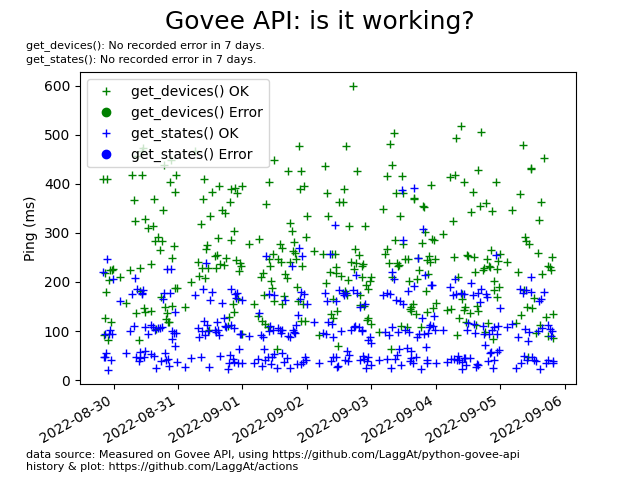 Govee API: is it working?
get_devices(): No recorded error in 7 days.
get_states(): No recorded error in 7 days.
get_devices() OK
get_devices() Error
get_states() OK
get_states() Error
Ping (ms)
600
500
400
300
200
100
0
2022-08-30
2022-08-31
2022-09-01
2022-09-02
2022-09-03
2022-09-04
2022-09-05
2022-09-06
data source: Measured on Govee API, using https://github.com/LaggAt/python-govee-api
history & plot: https://github.com/LaggAt/actions